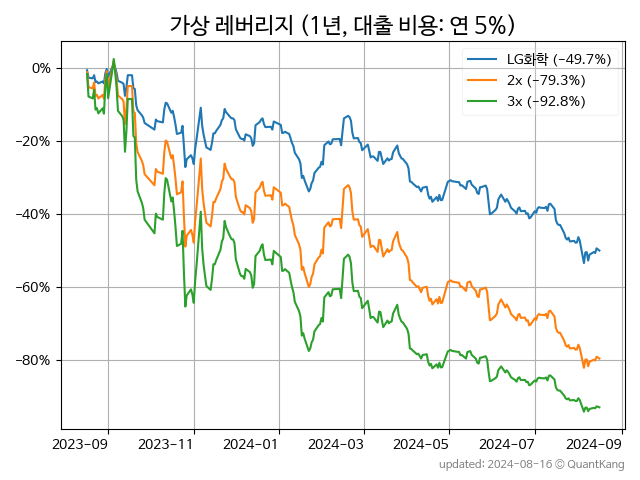 가상 레버리지 (1년, 대출 비용: 연 5%)
LG화학 (−49.7%)
2x (−79.3%)
3x (−92.8%)
0%
−20%
−40%
−60%
−80%
2023-09 2023-11 2024-01 2024-03 2024-05 2024-07 2024-09
updated: 2024-08-16 © QuantKang